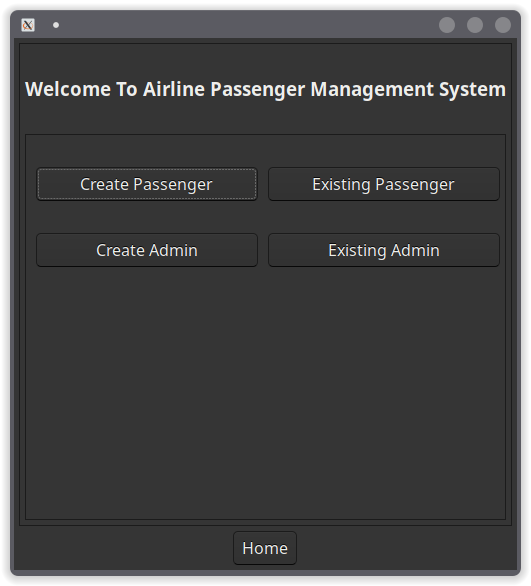 Welcome To Airline Passenger Management System
Create Passenger
Existing Passenger
Create Admin
Existing Admin
Home